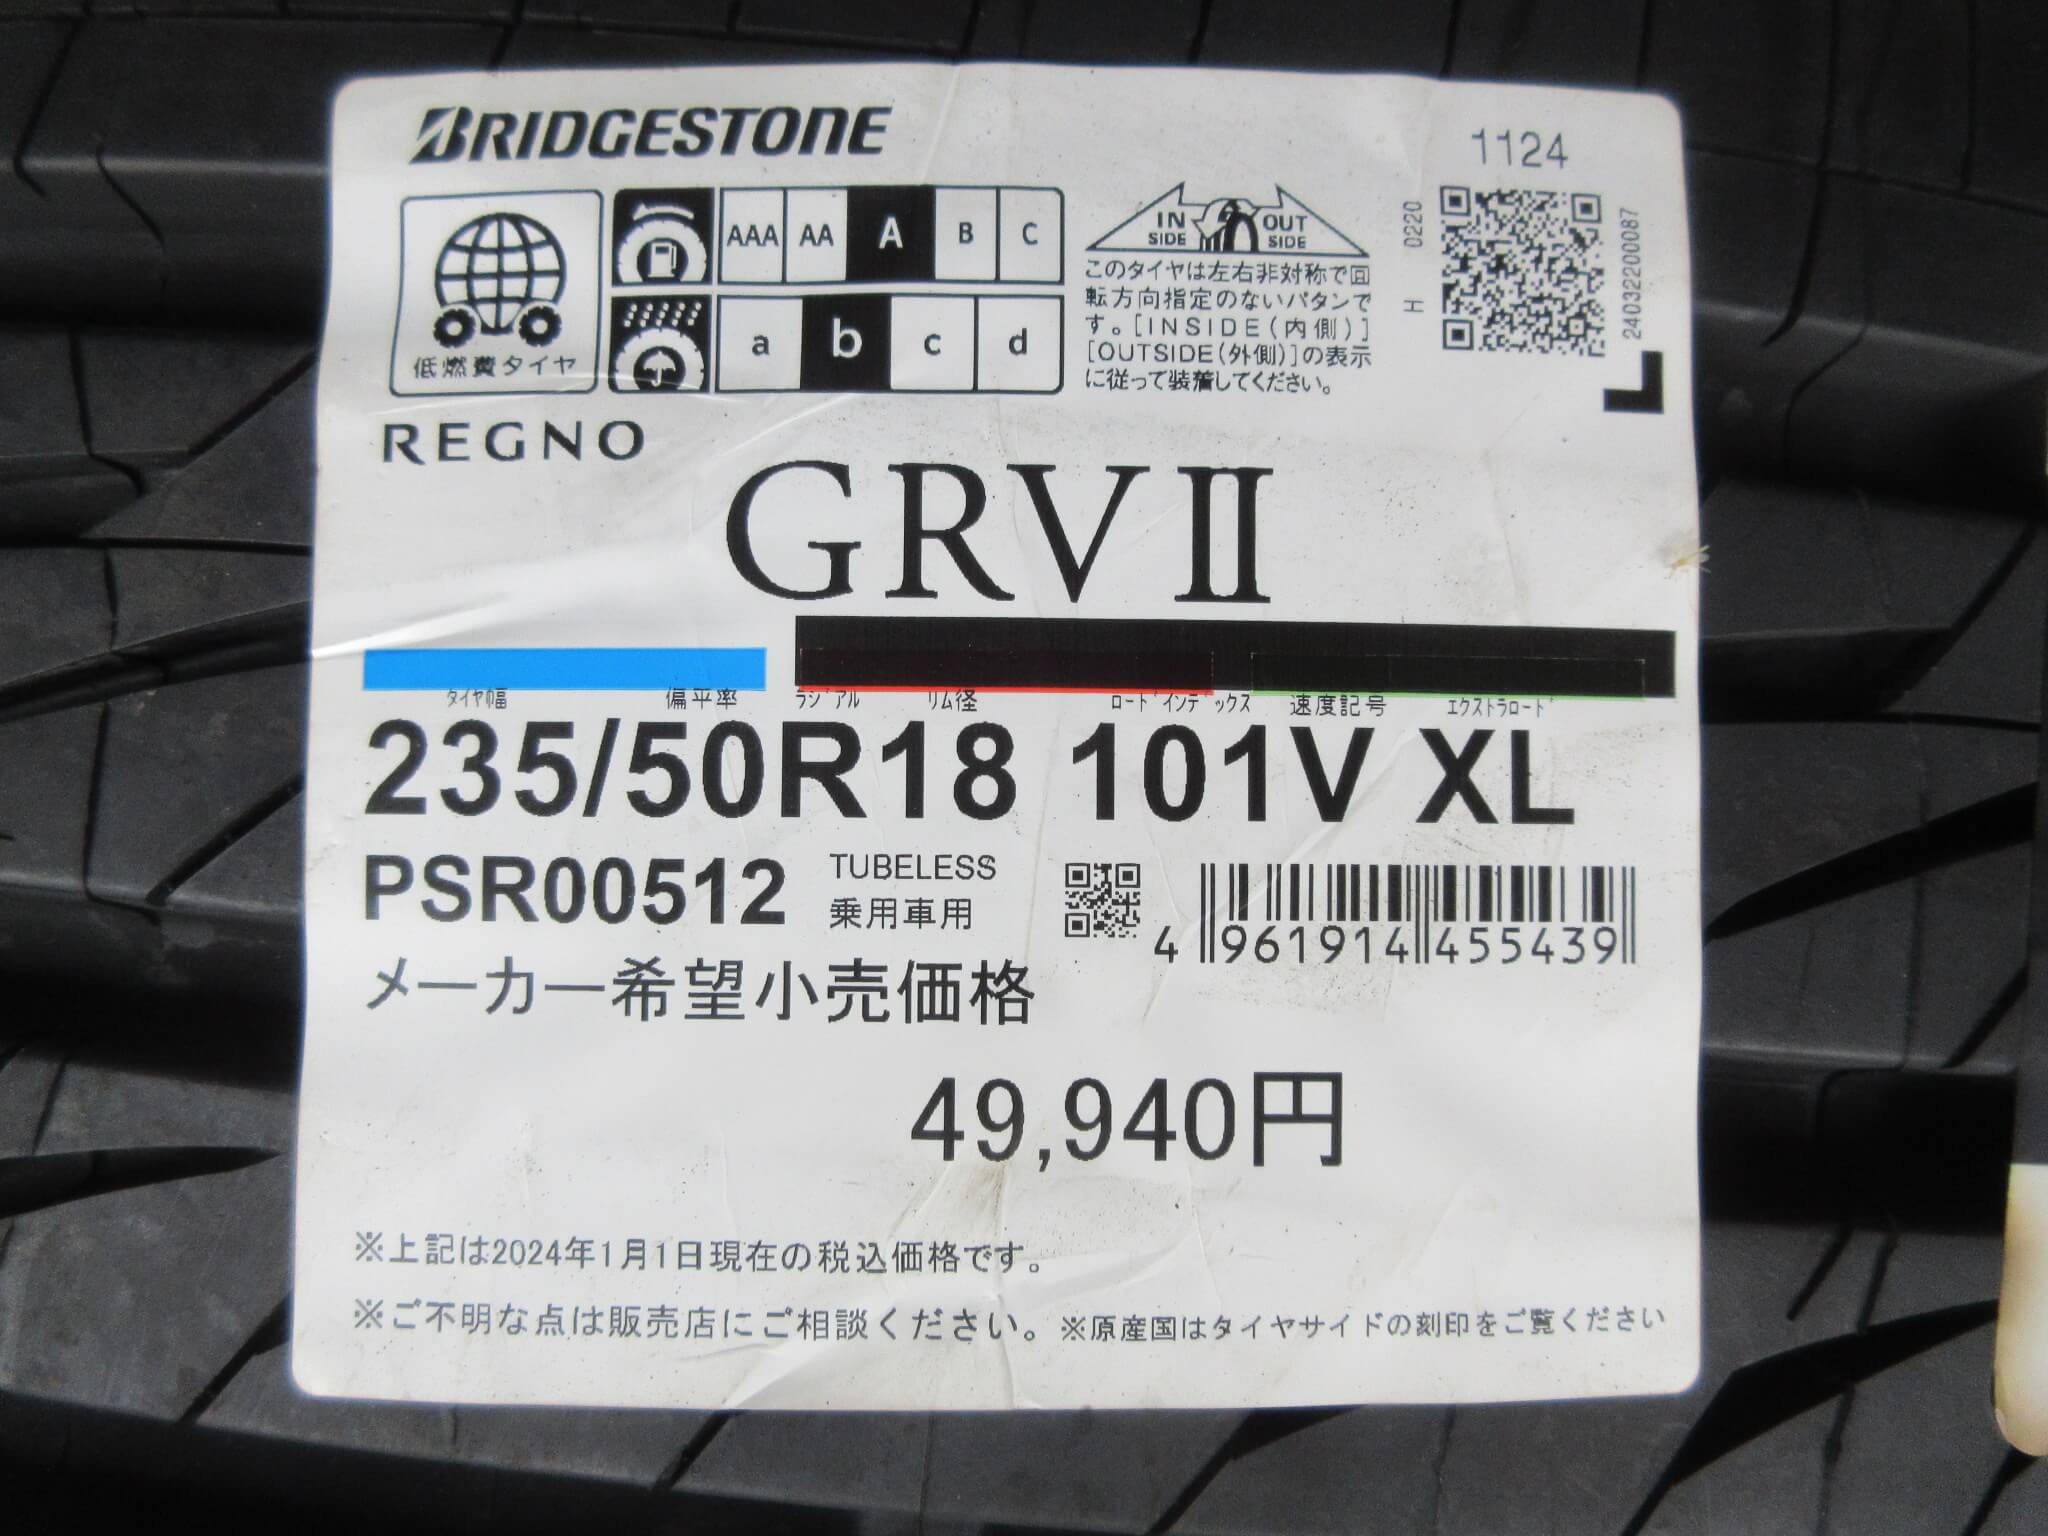 BRIDGESTONE
1124
低燃費タイヤ
AAA AA A B C
a b c d
IN SIDE OUT SIDE
このタイヤは左右非対称で回
転方向指定のないパタンで
す。[INSIDE(内側)]
[OUTSIDE(外側)]の表示
に従って装着してください。
H 0220
2403220087
REGNO
GRVⅡ
タイヤ幅 偏平率 ラジアル リム径 ロードインデックス 速度記号 エクストラロード
235/50R18 101V XL
PSR00512
TUBELESS
乗用車用
4 961914 455439
メーカー希望小売価格
49,940円
※上記は2024年1月1日現在の税込価格です。
※ご不明な点は販売店にご相談ください。 ※原産国はタイヤサイドの刻印をご覧ください